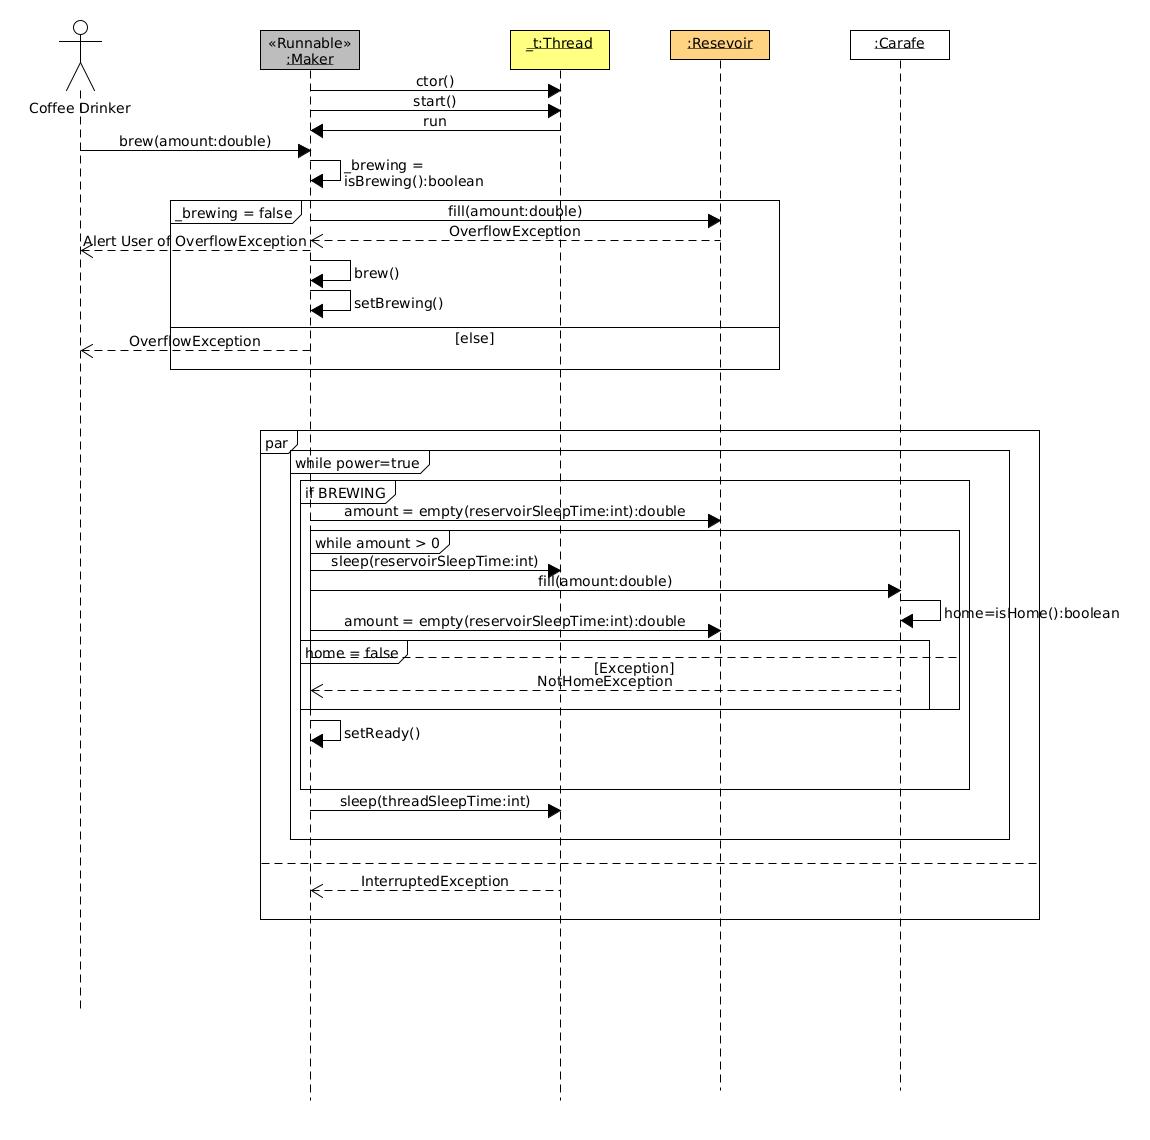 Coffee Drinker
«Runnable»
:Maker
_t:Thread
:Resevoir
:Carafe
ctor()
start()
run
brew(amount:double)
_brewing =
isBrewing():boolean
_brewing = false
fill(amount:double)
OverflowException
Alert User of OverflowException
brew()
setBrewing()
[else]
OverflowException
par
while power=true
if BREWING
amount = empty(reservoirSleepTime:int):double
while amount > 0
sleep(reservoirSleepTime:int)
fill(amount:double)
home=isHome():boolean
amount = empty(reservoirSleepTime:int):double
home = false
[Exception]
NotHomeException
setReady()
sleep(threadSleepTime:int)
InterruptedException